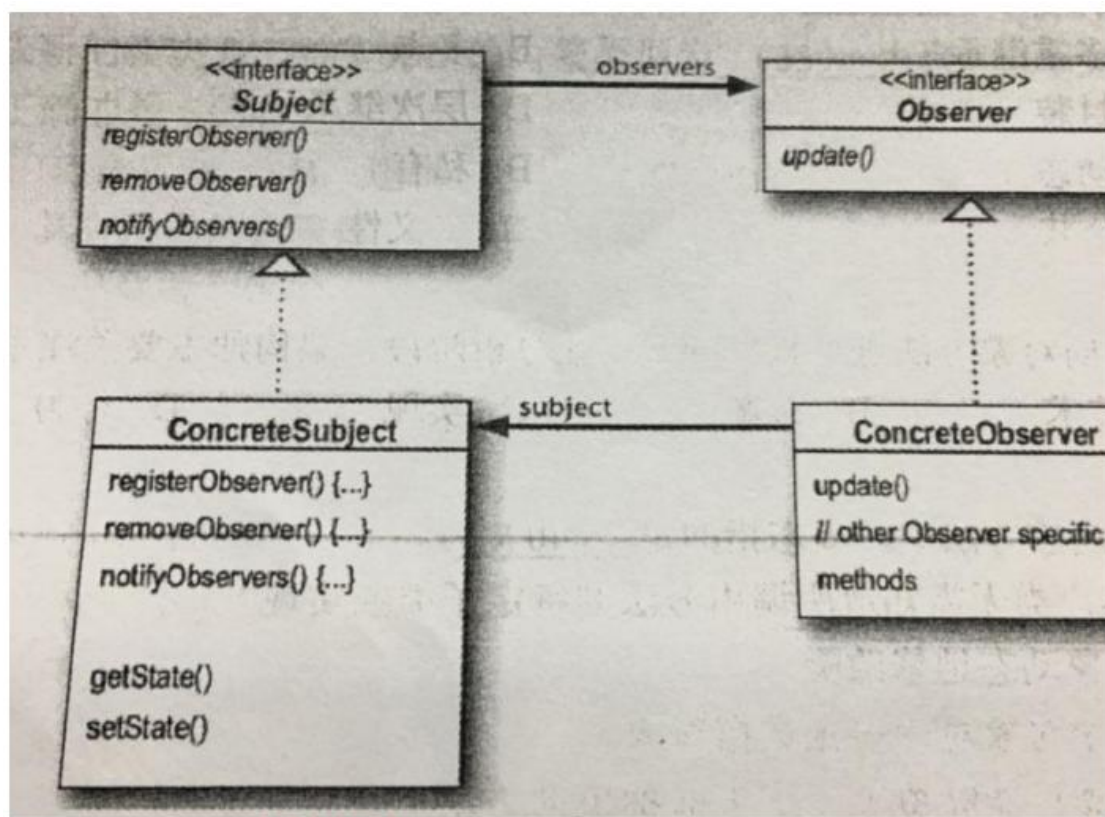 <<interface>>
Subject
registerObserver()
removeObserver()
notifyObservers()
observers
<<interface>>
Observer
update()
ConcreteSubject
registerObserver() {...}
removeObserver() {...}
notifyObservers() {...}
getState()
setState()
subject
ConcreteObserver
update()
// other Observer specific
methods